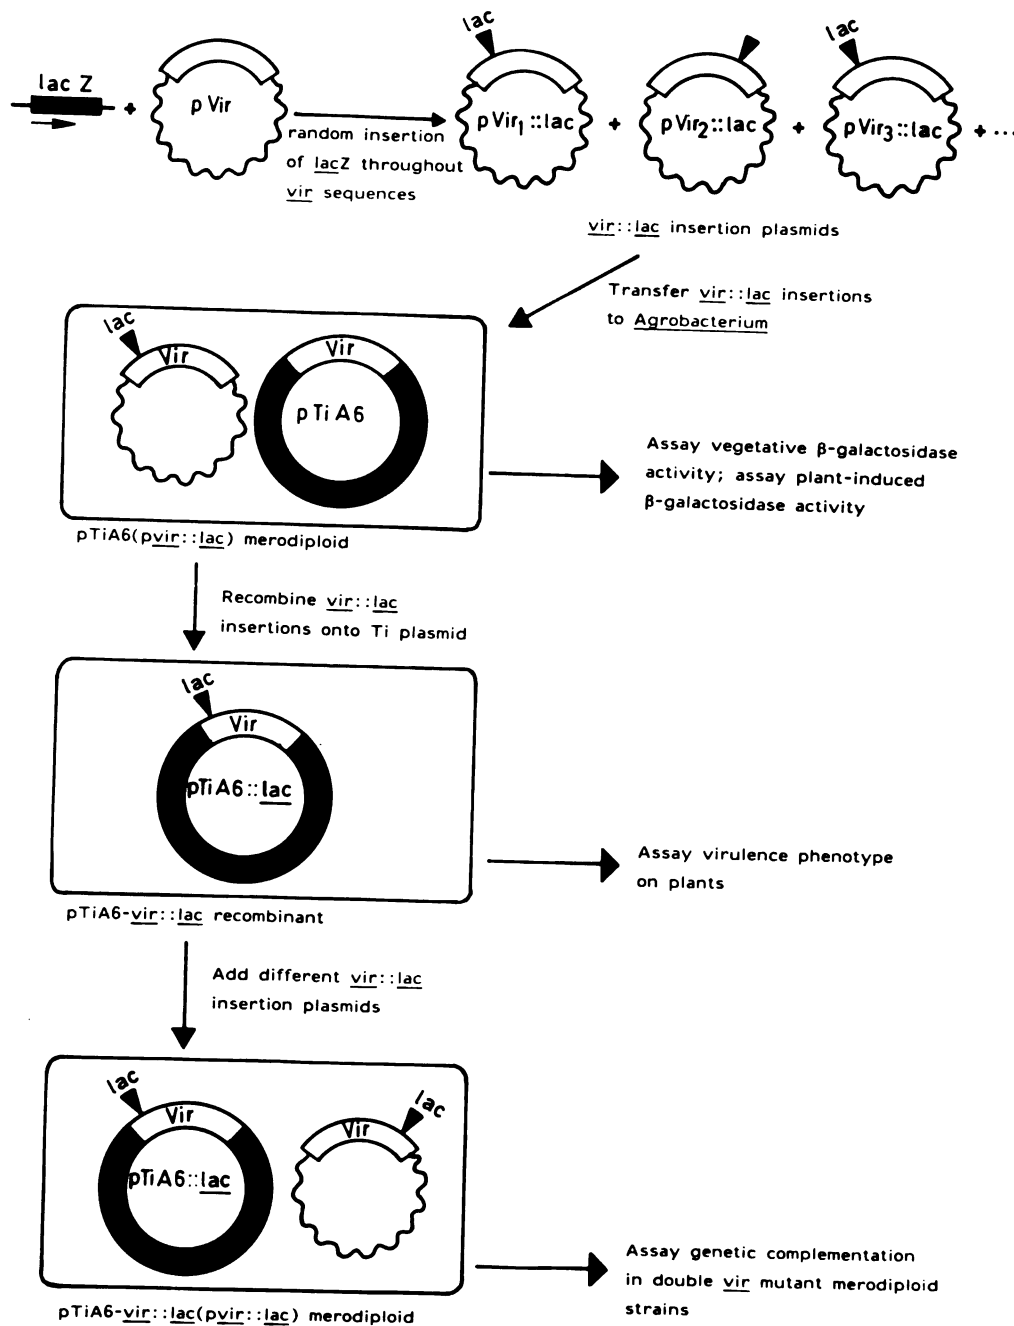 lac Z
+
p Vir
random insertion
of lacZ throughout
vir sequences
lac
pVir₁::lac
+
pVir₂::lac
+
lac
pVir₃::lac
+ ...
vir::lac insertion plasmids
Transfer vir::lac insertions
to Agrobacterium
lac
Vir
Vir
pTiA6
pTiA6(pvir::lac) merodiploid
Assay vegetative β-galactosidase
activity; assay plant-induced
β-galactosidase activity
Recombine vir::lac
insertions onto Ti plasmid
lac
Vir
pTiA6::lac
pTiA6-vir::lac recombinant
Assay virulence phenotype
on plants
Add different vir::lac
insertion plasmids
lac
Vir
pTiA6::lac
lac
Vir
pTiA6-vir::lac(pvir::lac) merodiploid
Assay genetic complementation
in double vir mutant merodiploid
strains